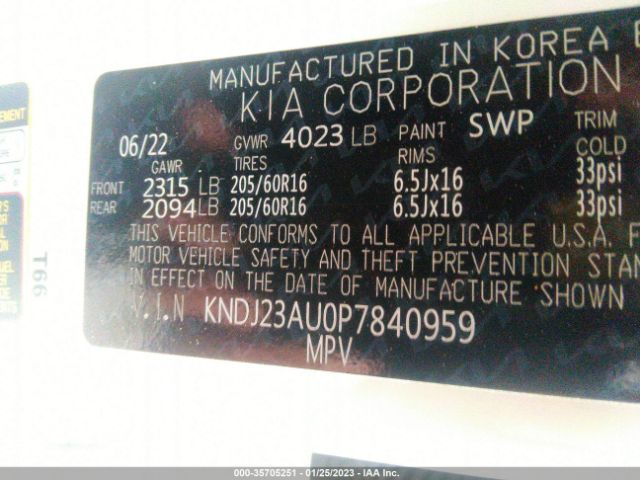 MANUFACTURED IN KOREA
KIA CORPORATION
06/22 GVWR 4023 LB PAINT SWP TRIM
GAWR TIRES RIMS COLD
FRONT 2315 LB 205/60R16 6.5Jx16 33psi
REAR 2094 LB 205/60R16 6.5Jx16 33psi
THIS VEHICLE CONFORMS TO ALL APPLICABLE U.S.A. F
MOTOR VEHICLE SAFETY AND THEFT PREVENTION STAN
IN EFFECT ON THE DATE OF MANUFACTURE SHOWN
V.I.N KNDJ23AU0P7840959
MPV
T66
KNDE - 35705251 - 01/25/2023 - IAA Inc.